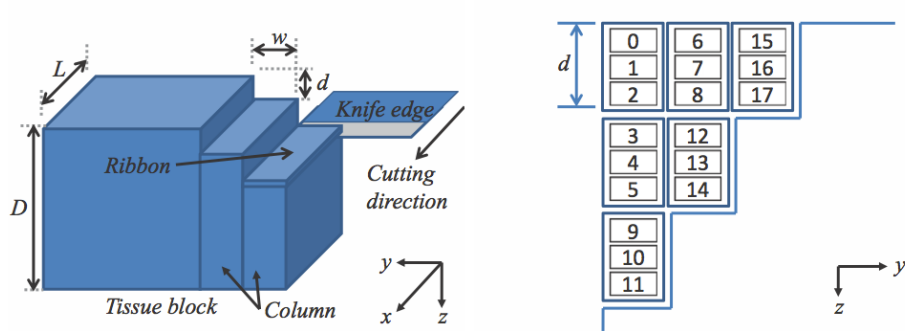 L
w
d
Knife edge
Ribbon
Cutting
direction
D
y
x
z
Tissue block
Column
d
0 6 15
1 7 16
2 8 17
3 12
4 13
5 14
9
10
11
y
z